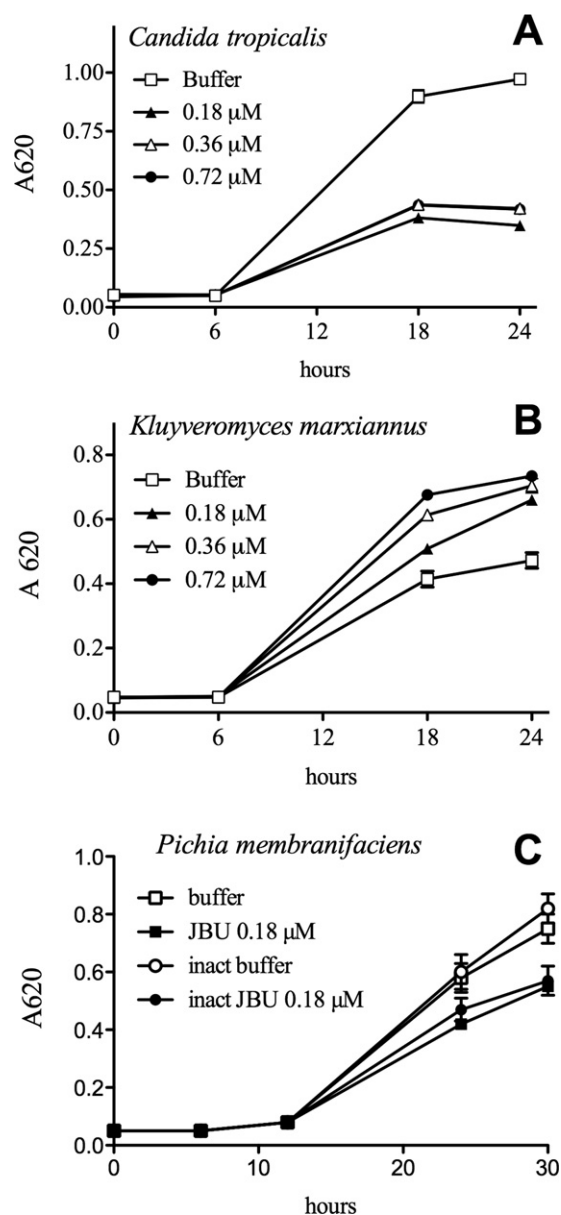 Candida tropicalis
A
Buffer
0.18 μM
0.36 μM
0.72 μM
A620
1.00
0.75
0.50
0.25
0.00
0 6 12 18 24
hours
Kluyveromyces marxiannus
B
Buffer
0.18 μM
0.36 μM
0.72 μM
A 620
0.8
0.6
0.4
0.2
0.0
0 6 12 18 24
hours
Pichia membranifaciens
C
buffer
JBU 0.18 μM
inact buffer
inact JBU 0.18 μM
A620
1.0
0.8
0.6
0.4
0.2
0.0
0 10 20 30
hours